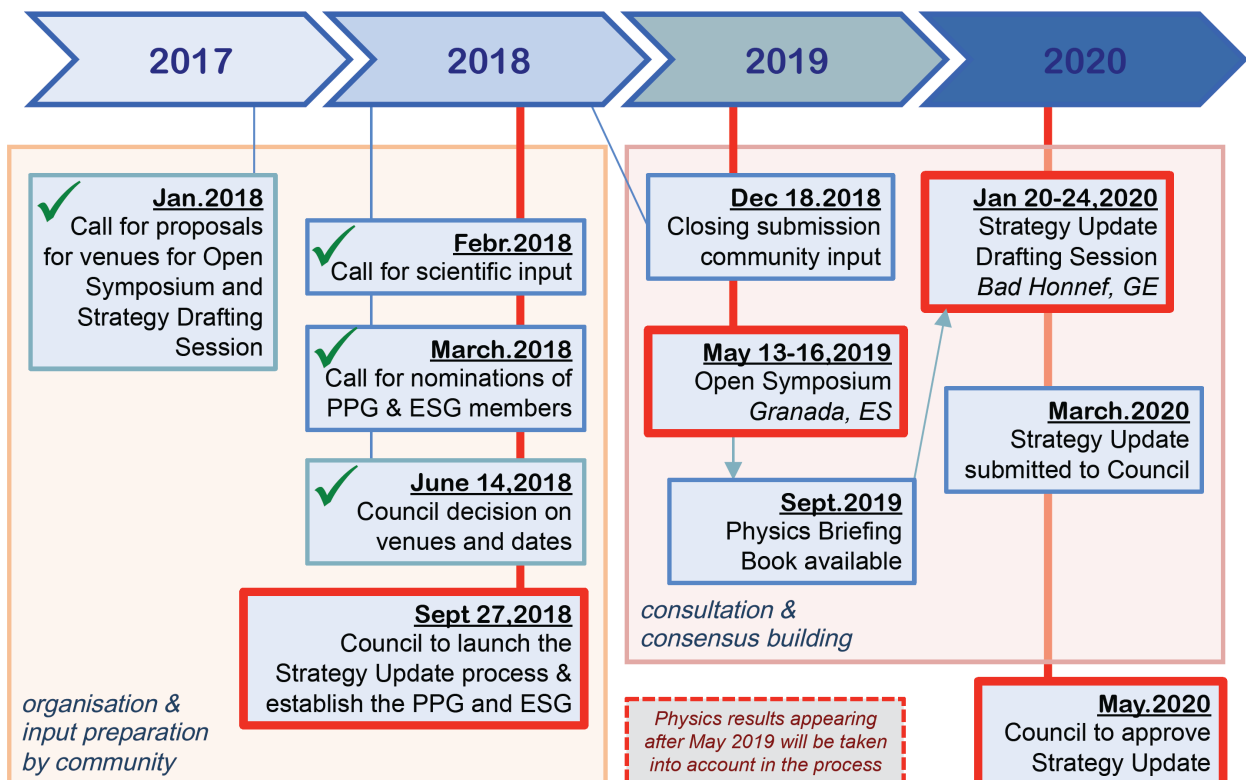 2017
2018
2019
2020
Jan.2018
Call for proposals
for venues for Open
Symposium and
Strategy Drafting
Session
Febr.2018
Call for scientific input
March.2018
Call for nominations of
PPG & ESG members
June 14,2018
Council decision on
venues and dates
Sept 27,2018
Council to launch the
Strategy Update process &
establish the PPG and ESG
organisation &
input preparation
by community
Dec 18.2018
Closing submission
community input
May 13-16,2019
Open Symposium
Granada, ES
Sept.2019
Physics Briefing
Book available
consultation &
consensus building
Jan 20-24,2020
Strategy Update
Drafting Session
Bad Honnef, GE
March.2020
Strategy Update
submitted to Council
Physics results appearing
after May 2019 will be taken
into account in the process
May.2020
Council to approve
Strategy Update